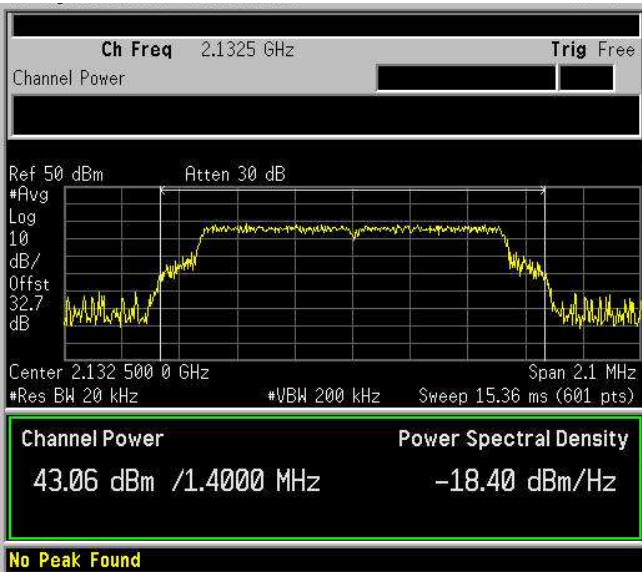 Ch Freq 2.1325 GHz Trig Free
Channel Power
Ref 50 dBm Atten 30 dB
#Avg
Log
10
dB/
Offst
32.7
dB
Center 2.132 500 0 GHz Span 2.1 MHz
#Res BW 20 kHz #VBW 200 kHz Sweep 15.36 ms (601 pts)
Channel Power Power Spectral Density
43.06 dBm /1.4000 MHz -18.40 dBm/Hz
No Peak Found